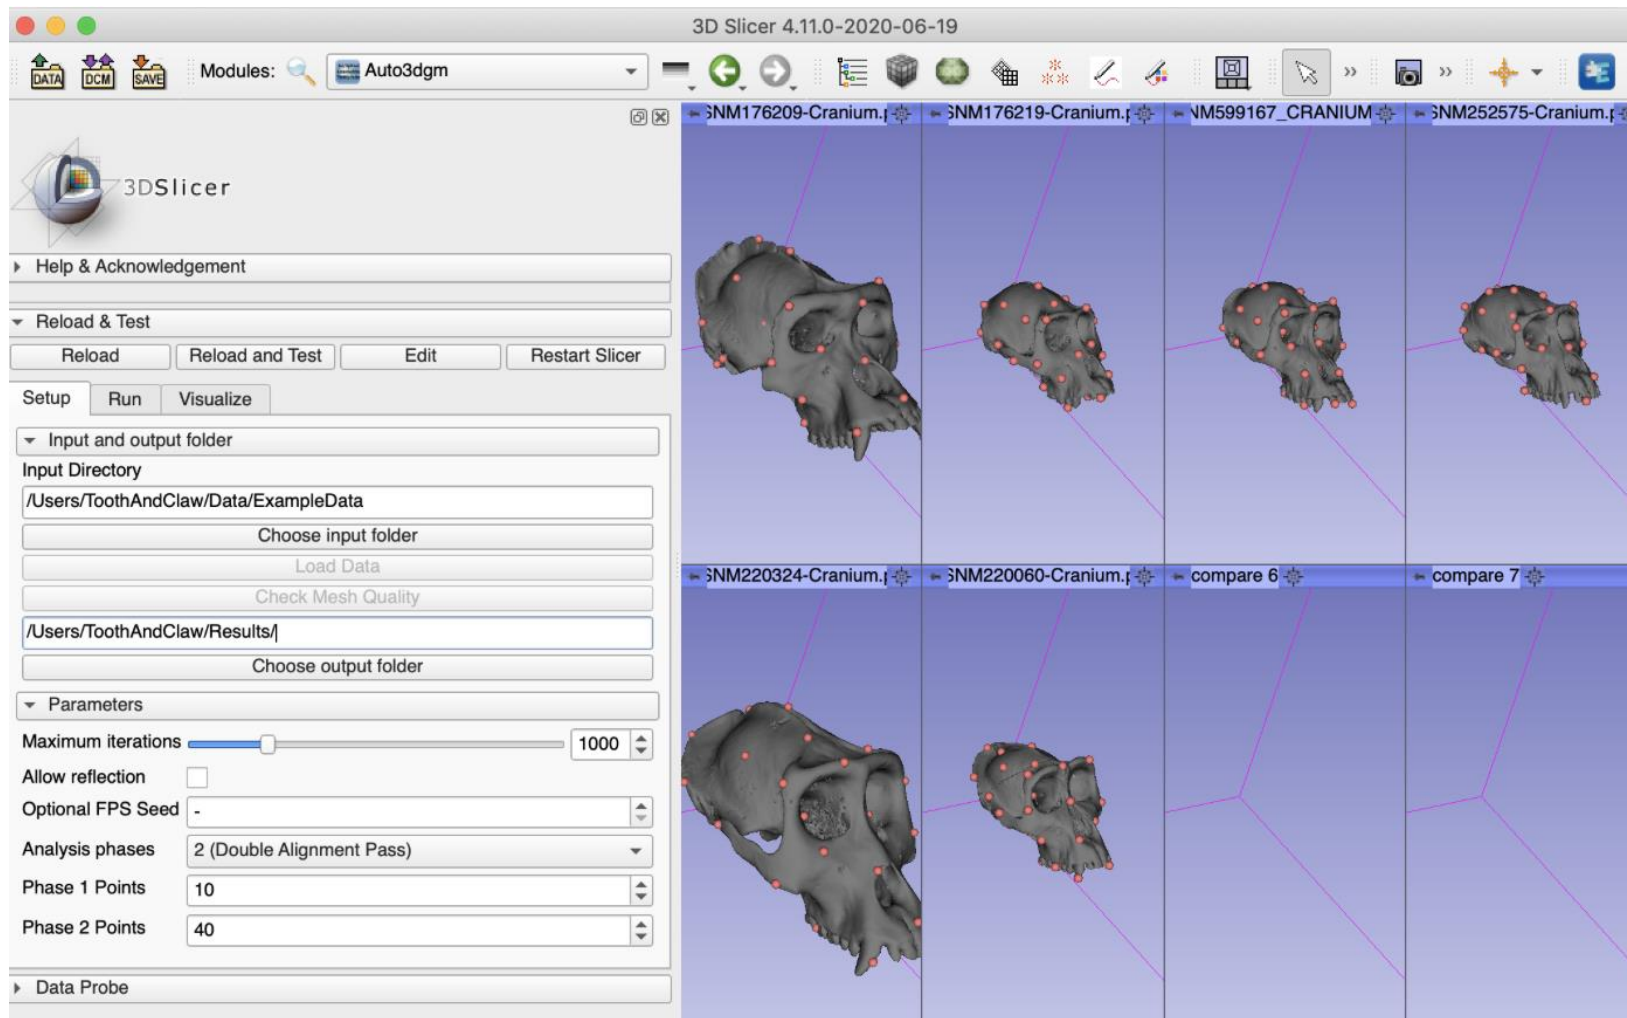 3D Slicer 4.11.0-2020-06-19
DATA DCM SAVE Modules: Auto3dgm
SNM176209-Cranium.p SNM176219-Cranium.p NM599167_CRANIUM SNM252575-Cranium.p
3DSlicer
Help & Acknowledgement
Reload & Test
Reload Reload and Test Edit Restart Slicer
Setup Run Visualize
Input and output folder
Input Directory
/Users/ToothAndClaw/Data/ExampleData
Choose input folder
Load Data
SNM220324-Cranium.p SNM220060-Cranium.p compare 6 compare 7
Check Mesh Quality
/Users/ToothAndClaw/Results/
Choose output folder
Parameters
Maximum iterations 1000
Allow reflection
Optional FPS Seed -
Analysis phases 2 (Double Alignment Pass)
Phase 1 Points 10
Phase 2 Points 40
Data Probe